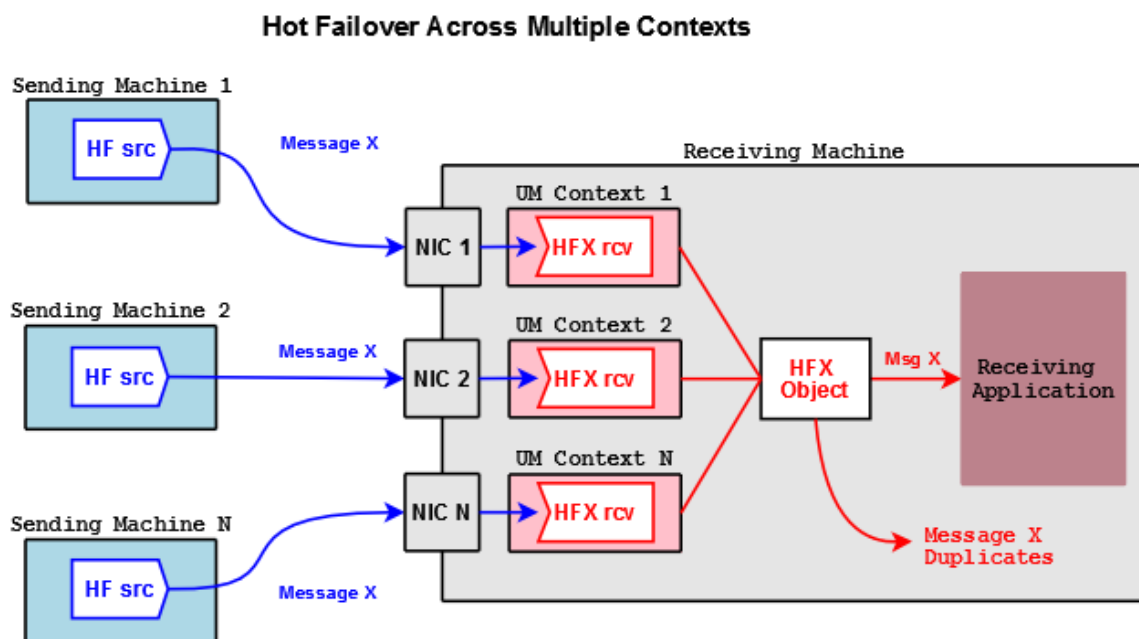 Hot Failover Across Multiple Contexts
Sending Machine 1
HF src
Message X
Receiving Machine
UM Context 1
NIC 1
HFX rcv
Sending Machine 2
HF src
Message X
UM Context 2
NIC 2
HFX rcv
HFX
Object
Msg X
Receiving
Application
UM Context N
NIC N
HFX rcv
Sending Machine N
HF src
Message X
Message X
Duplicates